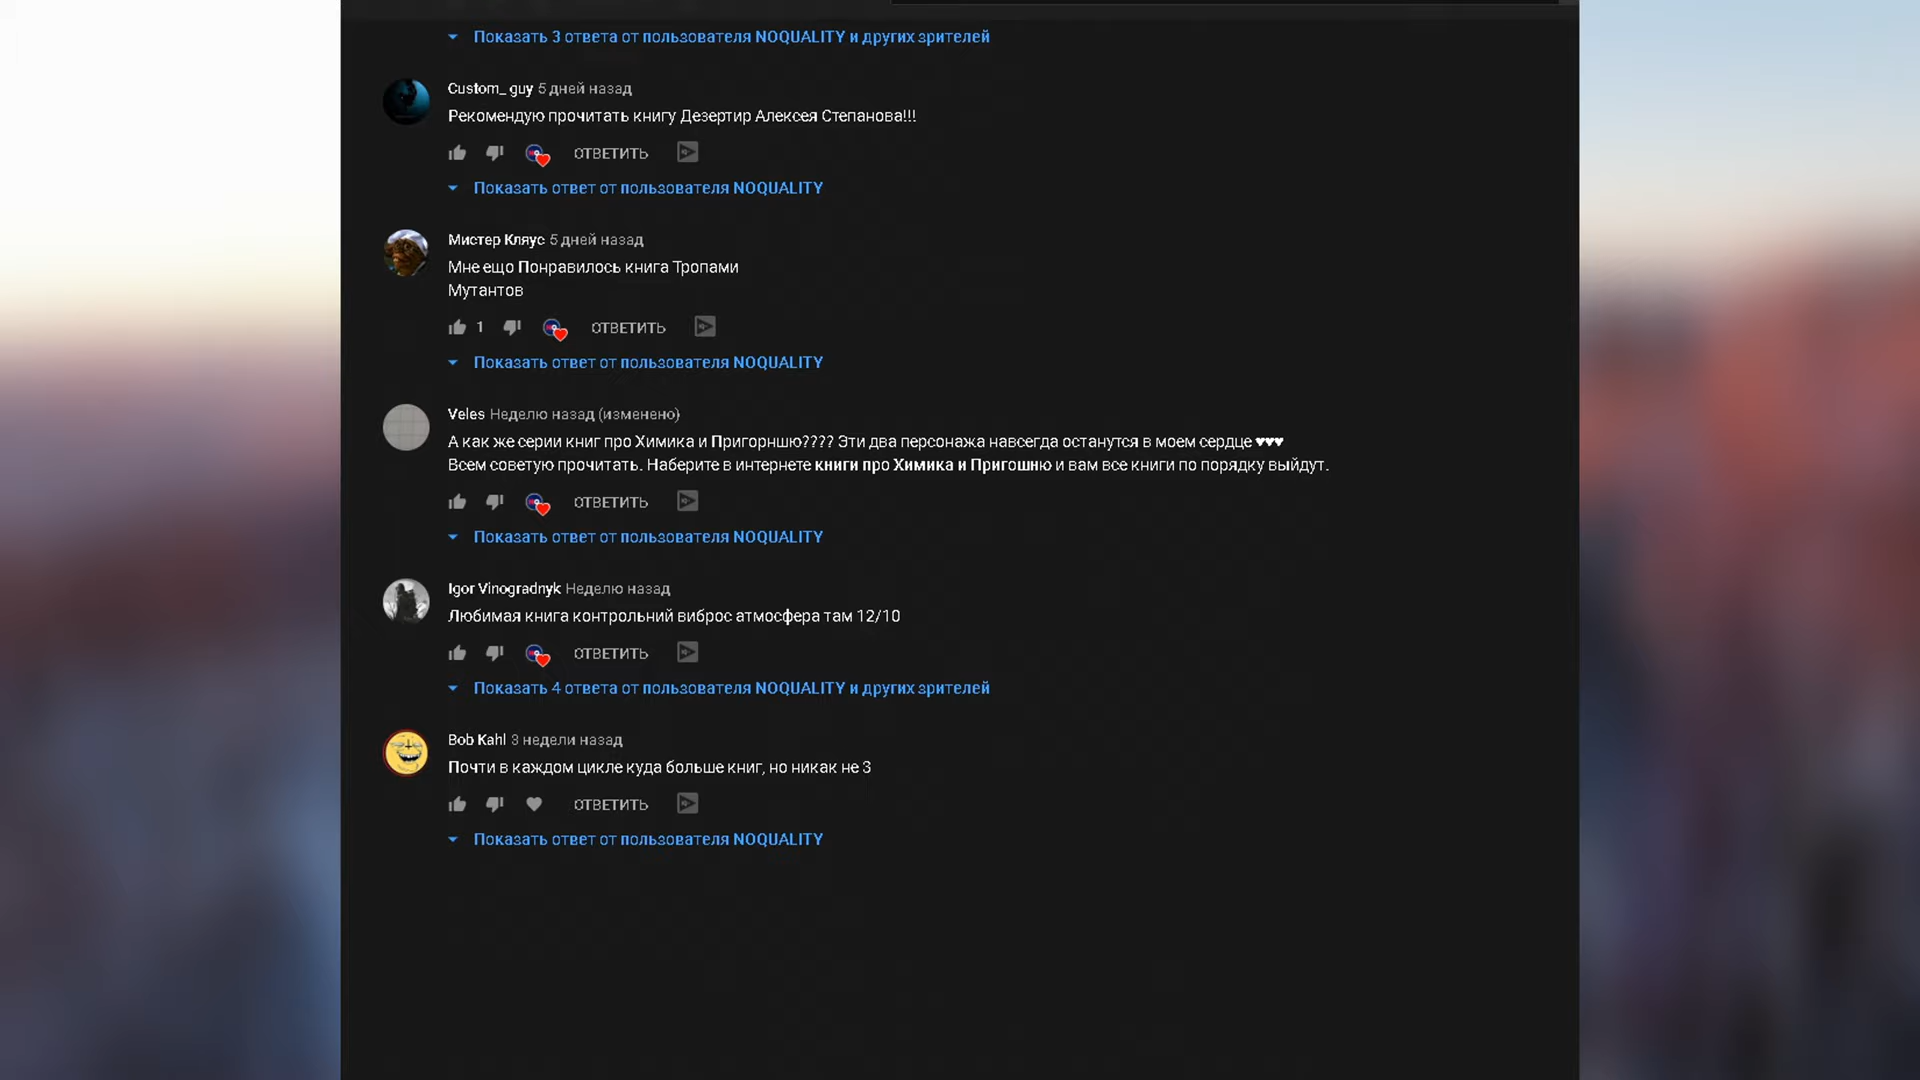 Показать 3 ответа от пользователя NOQUALITY и других зрителей
Custom_ guy 5 дней назад
Рекомендую прочитать книгу Дезертир Алексея Степанова!!!
ОТВЕТИТЬ
Показать ответ от пользователя NOQUALITY
Мистер Кляус 5 дней назад
Мне ещо Понравилось книга Тропами
Мутантов
1 ОТВЕТИТЬ
Показать ответ от пользователя NOQUALITY
Veles Неделю назад (изменено)
А как же серии книг про Химика и Пригорншю???? Эти два персонажа навсегда останутся в моем сердце ♥♥♥
Всем советую прочитать. Наберите в интернете книги про Химика и Пригошню и вам все книги по порядку выйдут.
ОТВЕТИТЬ
Показать ответ от пользователя NOQUALITY
Igor Vinogradnyk Неделю назад
Любимая книга контрольний виброс атмосфера там 12/10
ОТВЕТИТЬ
Показать 4 ответа от пользователя NOQUALITY и других зрителей
Bob Kahl 3 недели назад
Почти в каждом цикле куда больше книг, но никак не 3
ОТВЕТИТЬ
Показать ответ от пользователя NOQUALITY